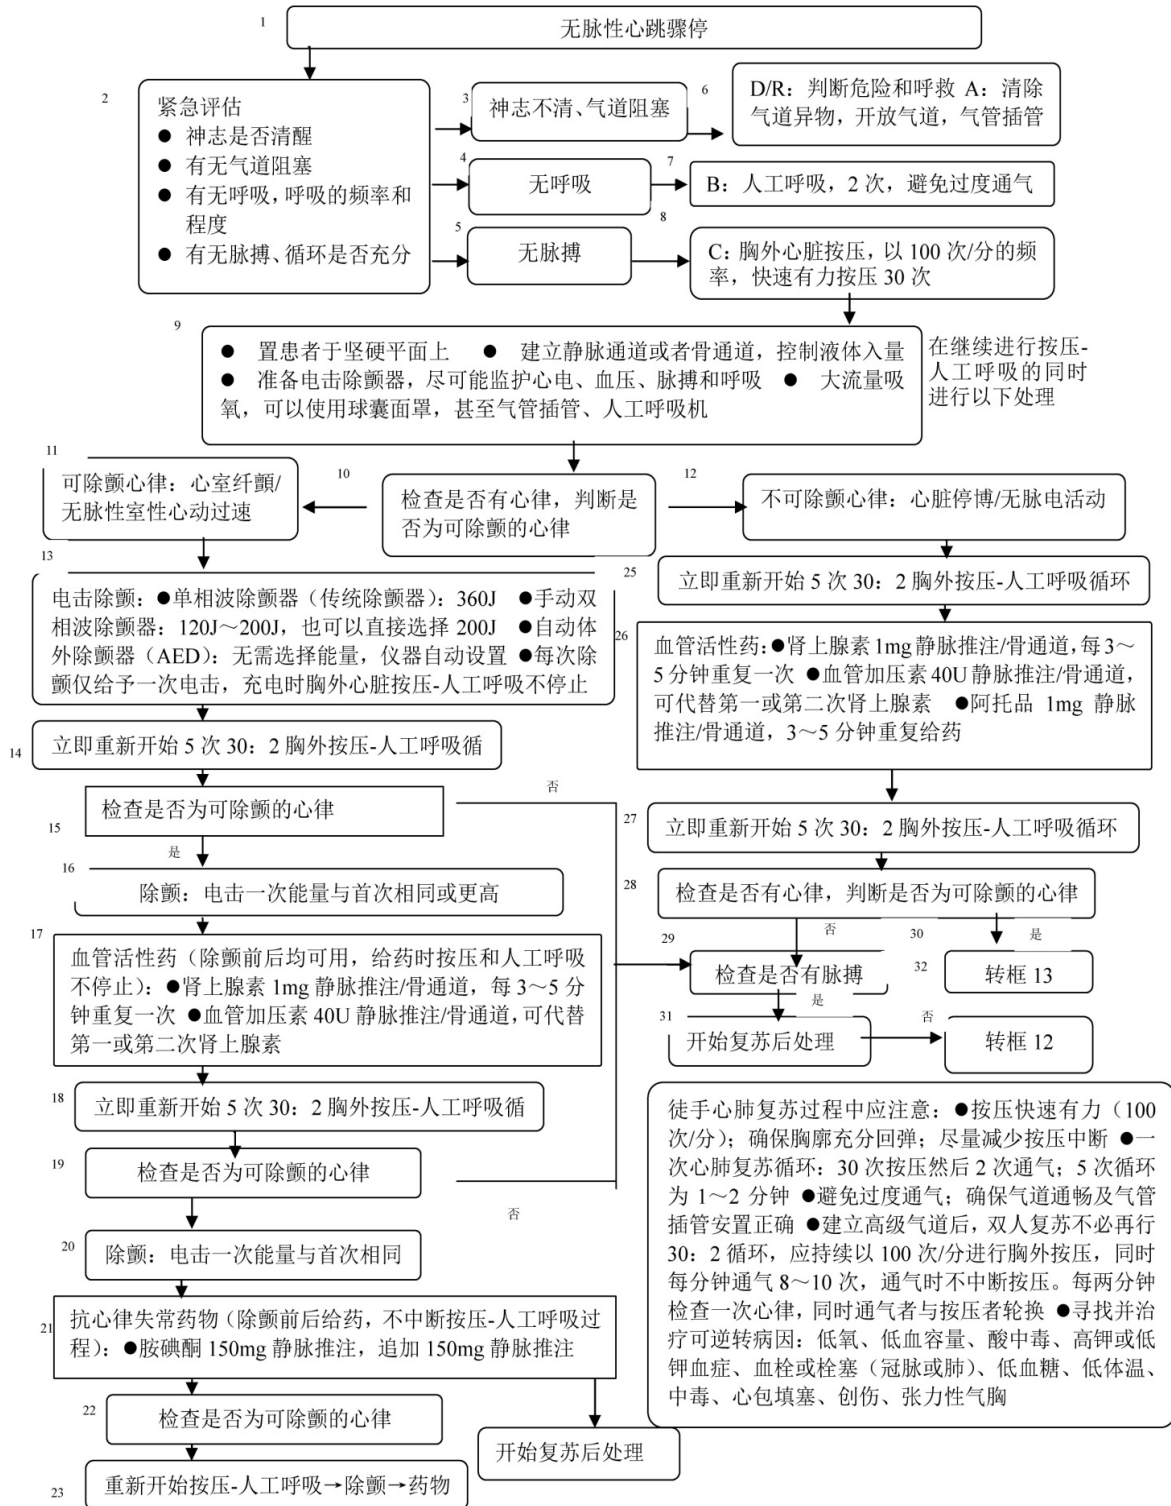 1
无脉性心跳骤停
2
紧急评估
● 神志是否清醒
● 有无气道阻塞
● 有无呼吸，呼吸的频率和
程度
● 有无脉搏、循环是否充分
3
神志不清、气道阻塞
4
无呼吸
5
无脉搏
6
D/R：判断危险和呼救 A：清除
气道异物，开放气道，气管插管
7
B：人工呼吸，2 次，避免过度通气
8
C：胸外心脏按压，以 100 次/分的频
率，快速有力按压 30 次
9
● 置患者于坚硬平面上 ● 建立静脉通道或者骨通道，控制液体入量
● 准备电击除颤器，尽可能监护心电、血压、脉搏和呼吸 ● 大流量吸
氧，可以使用球囊面罩，甚至气管插管、人工呼吸机
在继续进行按压-
人工呼吸的同时
进行以下处理
11
可除颤心律：心室纤顫/
无脉性室性心动过速
10
检查是否有心律，判断是
否为可除颤的心律
12
不可除颤心律：心脏停博/无脉电活动
13
电击除颤：●单相波除颤器（传统除颤器）：360J ●手动双
相波除颤器：120J～200J，也可以直接选择 200J ●自动体
外除颤器（AED）：无需选择能量，仪器自动设置 ●每次除
颤仅给予一次电击，充电时胸外心脏按压-人工呼吸不停止
14
立即重新开始 5 次 30：2 胸外按压-人工呼吸循
15
检查是否为可除颤的心律
否
是
16
除颤：电击一次能量与首次相同或更高
17
血管活性药（除颤前后均可用，给药时按压和人工呼吸
不停止）：●肾上腺素 1mg 静脉推注/骨通道，每 3～5 分
钟重复一次 ●血管加压素 40U 静脉推注/骨通道，可代替
第一或第二次肾上腺素
18
立即重新开始 5 次 30：2 胸外按压-人工呼吸循
19
检查是否为可除颤的心律
否
20
除颤：电击一次能量与首次相同
21
抗心律失常药物（除颤前后给药，不中断按压-人工呼吸过
程）：●胺碘酮 150mg 静脉推注，追加 150mg 静脉推注
22
检查是否为可除颤的心律
开始复苏后处理
23
重新开始按压-人工呼吸→除颤→药物
25
立即重新开始 5 次 30：2 胸外按压-人工呼吸循环
26
血管活性药：●肾上腺素 1mg 静脉推注/骨通道，每 3～
5 分钟重复一次 ●血管加压素 40U 静脉推注/骨通道，
可代替第一或第二次肾上腺素 ●阿托品 1mg 静脉
推注/骨通道，3～5 分钟重复给药
27
立即重新开始 5 次 30：2 胸外按压-人工呼吸循环
28
检查是否有心律，判断是否为可除颤的心律
29
否
30
是
检查是否有脉搏
32
转框 13
是
31
开始复苏后处理
否
转框 12
徒手心肺复苏过程中应注意：●按压快速有力（100
次/分）；确保胸廓充分回弹；尽量减少按压中断 ●一
次心肺复苏循环：30 次按压然后 2 次通气；5 次循环
为 1～2 分钟 ●避免过度通气；确保气道通畅及气管
插管安置正确 ●建立高级气道后，双人复苏不必再行
30：2 循环，应持续以 100 次/分进行胸外按压，同时
每分钟通气 8～10 次，通气时不中断按压。每两分钟
检查一次心律，同时通气者与按压者轮换 ●寻找并治
疗可逆转病因：低氧、低血容量、酸中毒、高钾或低
钾血症、血栓或栓塞（冠脉或肺）、低血糖、低体温、
中毒、心包填塞、创伤、张力性气胸